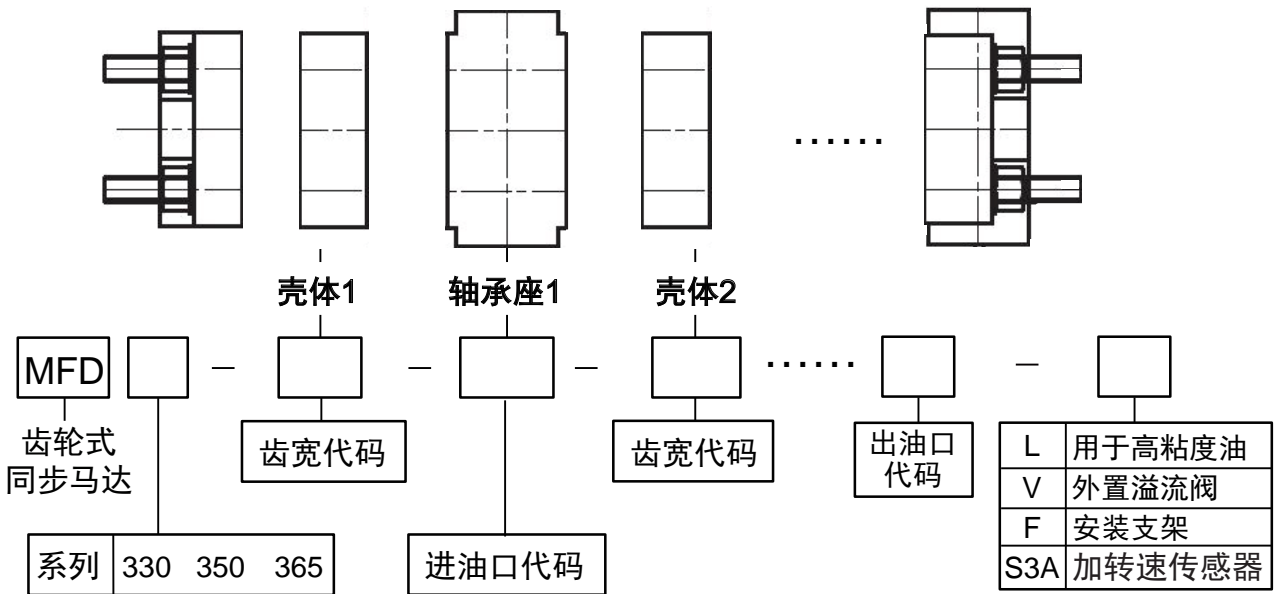 ······
壳体1 轴承座1 壳体2
MFD － － － ······ －
齿轮式
同步马达
齿宽代码
齿宽代码
出油口
代码
L 用于高粘度油
V 外置溢流阀
F 安装支架
S3A 加转速传感器
系列 330 350 365
进油口代码